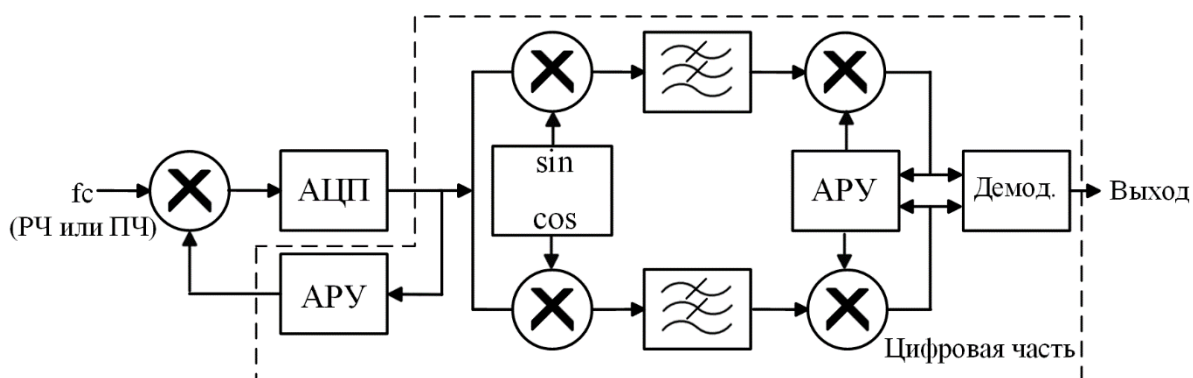 fc
(РЧ или ПЧ)
АЦП
АРУ
sin
cos
АРУ
Демод.
Выход
Цифровая часть